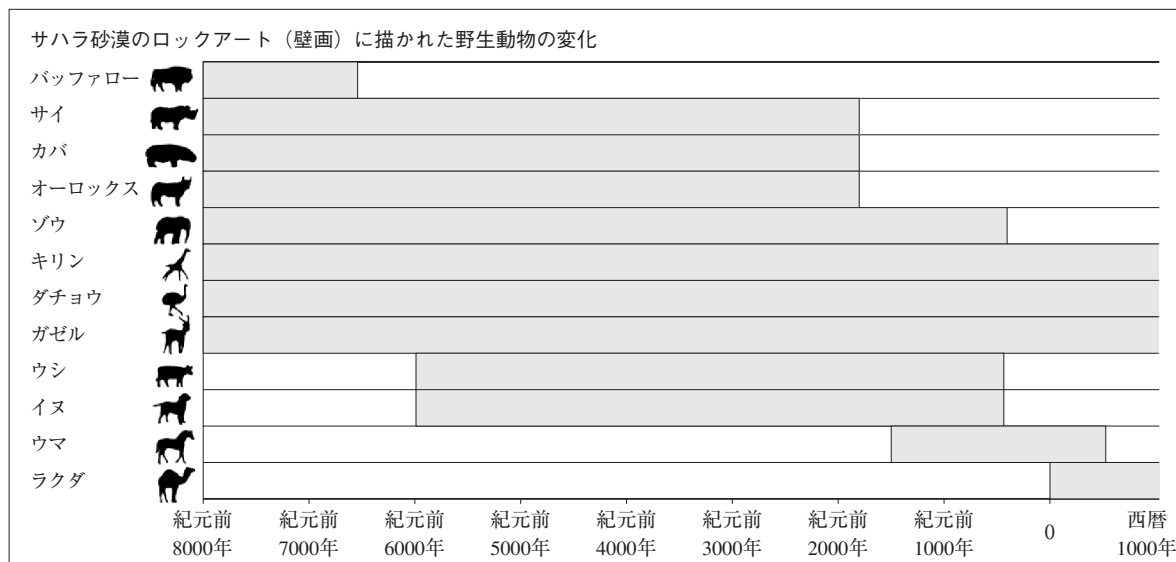 サハラ砂漠のロックアート（壁画）に描かれた野生動物の変化
バッファロー
サイ
カバ
オーロックス
ゾウ
キリン
ダチョウ
ガゼル
ウシ
イヌ
ウマ
ラクダ
紀元前 紀元前 紀元前 紀元前 紀元前 紀元前 紀元前 紀元前 0 西暦
8000年 7000年 6000年 5000年 4000年 3000年 2000年 1000年 1000年